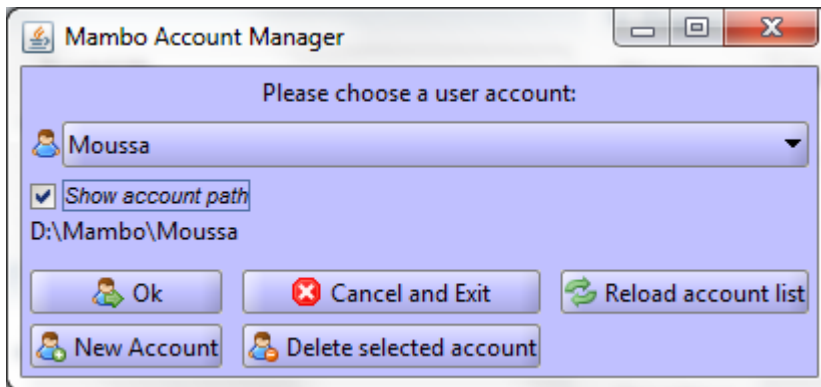 Mambo Account Manager
Please choose a user account:
Moussa
Show account path
D:\Mambo\Moussa
Ok Cancel and Exit Reload account list
New Account Delete selected account